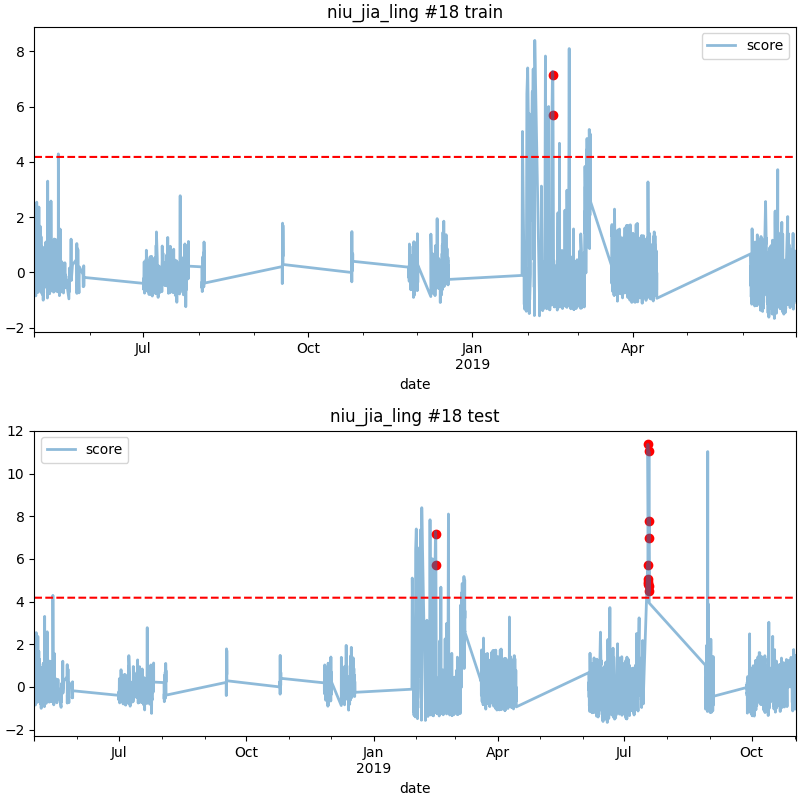 niu_jia_ling #18 train
score
8
6
4
2
0
−2
Jul Oct Jan Apr
2019
date
niu_jia_ling #18 test
score
12
10
8
6
4
2
0
−2
Jul Oct Jan Apr Jul Oct
2019
date